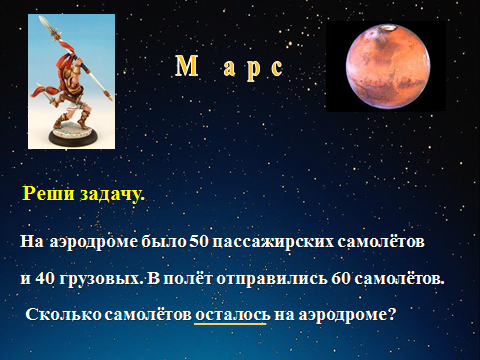 Марс
Реши задачу.
На аэродроме было 50 пассажирских самолётов
и 40 грузовых. В полёт отправились 60 самолётов.
Сколько самолётов осталось на аэродроме?